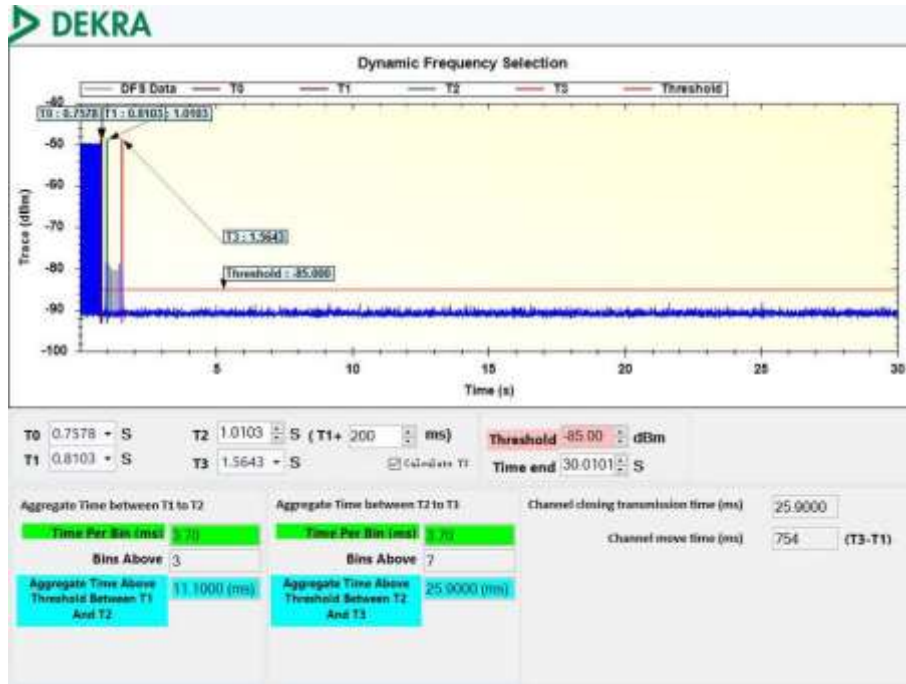 DEKRA
Dynamic Frequency Selection
DFS Data T0 T1 T2 T3 Threshold
T0 : 0.7578 T1 : 0.8103 : 1.0103
T3 : 1.5643
Threshold : -85.000
Trace (dBm)
-40
-50
-60
-70
-80
-90
-100
5 10 15 20 25 30
Time (s)
T0 0.7578 S T2 1.0103 S ( T1+ 200 ms) Threshold -85.00 dBm
T1 0.8103 S T3 1.5643 S Calculate T3 Time end 30.0101 S
Aggregate Time between T1 to T2
Time Per Bin (ms) 3.70
Bins Above 3
Aggregate Time Above
Threshold Between T1
And T2
11.1000 (ms)
Aggregate Time between T2 to T3
Time Per Bin (ms) 3.70
Bins Above 7
Aggregate Time Above
Threshold Between T2
And T3
25.9000 (ms)
Channel closing transmission time (ms) 25.9000
Channel move time (ms) 754 (T3-T1)